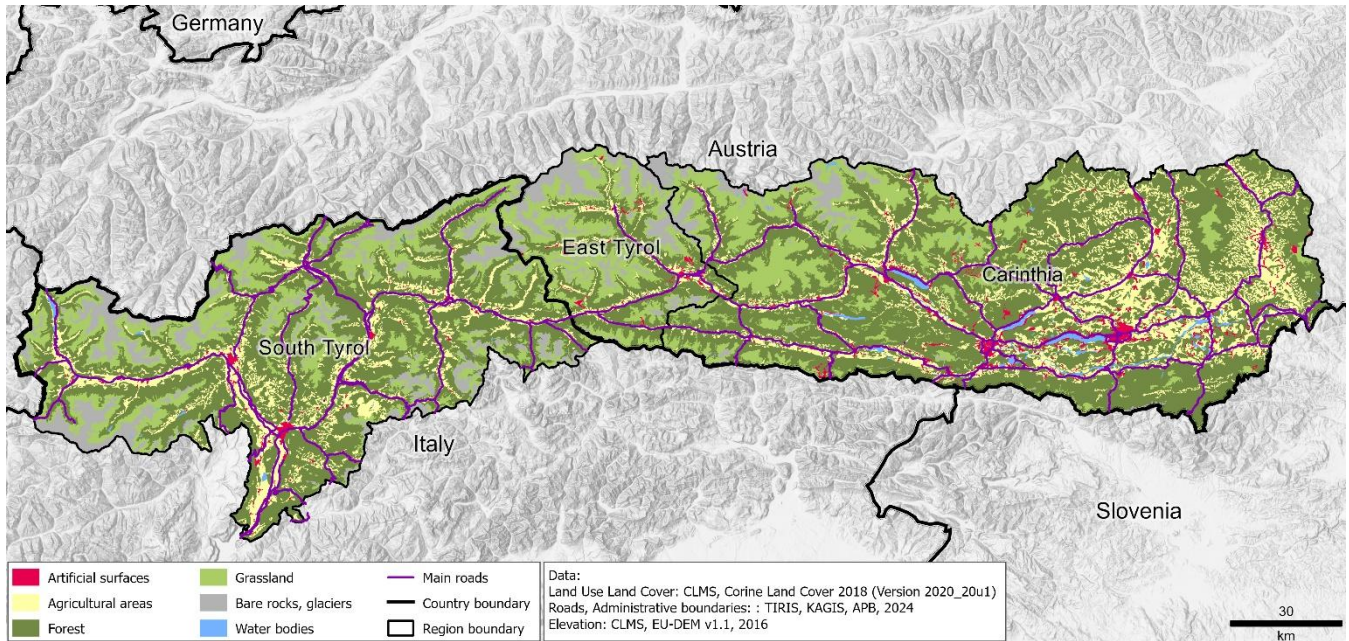 Germany
Austria
East Tyrol
Carinthia
South Tyrol
Italy
Slovenia
Artificial surfaces
Agricultural areas
Forest
Grassland
Bare rocks, glaciers
Water bodies
Main roads
Country boundary
Region boundary
Data:
Land Use Land Cover: CLMS, Corine Land Cover 2018 (Version 2020_20u1)
Roads, Administrative boundaries: : TIRIS, KAGIS, APB, 2024
Elevation: CLMS, EU-DEM v1.1, 2016
30
km